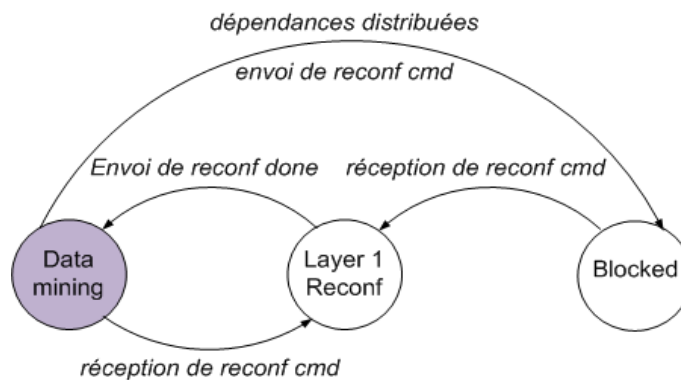 dépendances distribuées
envoi de reconf cmd
Envoi de reconf done
réception de reconf cmd
Data
mining
Layer 1
Reconf
Blocked
réception de reconf cmd